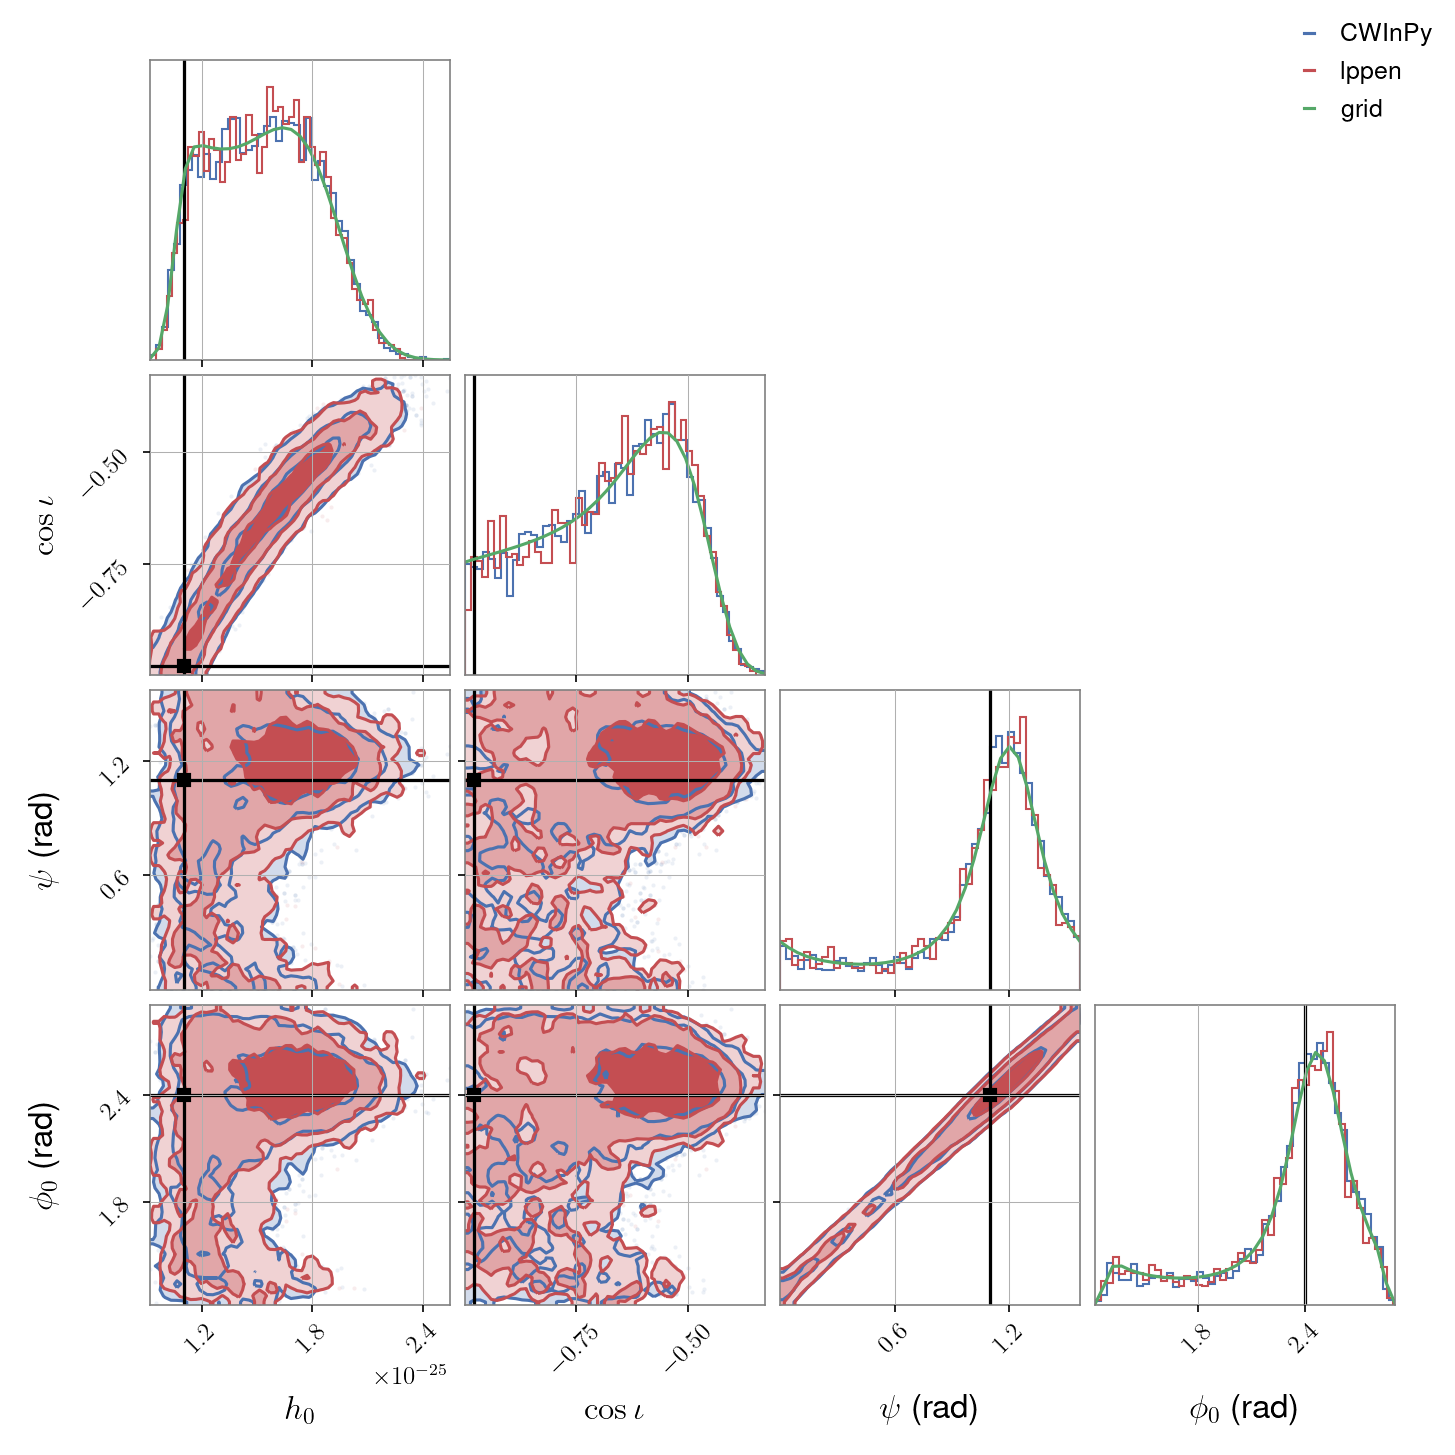 CWInPy
lppen
grid
cos ι
−0.50
−0.75
ψ (rad)
1.2
0.6
ϕ₀ (rad)
2.4
1.8
1.2 1.8 2.4
×10⁻²⁵
h₀
−0.75 −0.50
cos ι
0.6 1.2
ψ (rad)
1.8 2.4
ϕ₀ (rad)